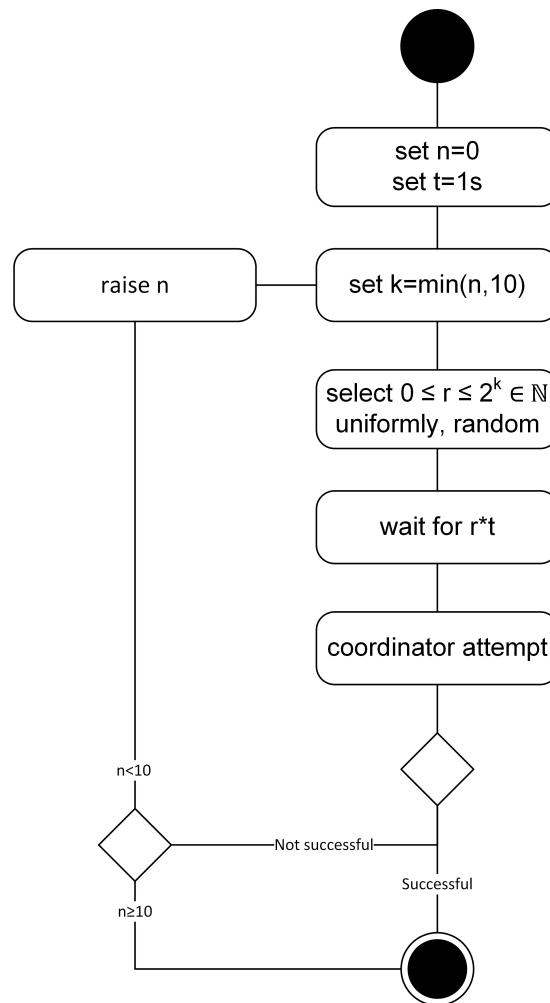 set n=0
set t=1s
raise n
set k=min(n,10)
select 0 ≤ r ≤ 2^k ∈ ℕ
uniformly, random
wait for r*t
coordinator attempt
n<10
Not successful
Successful
n≥10